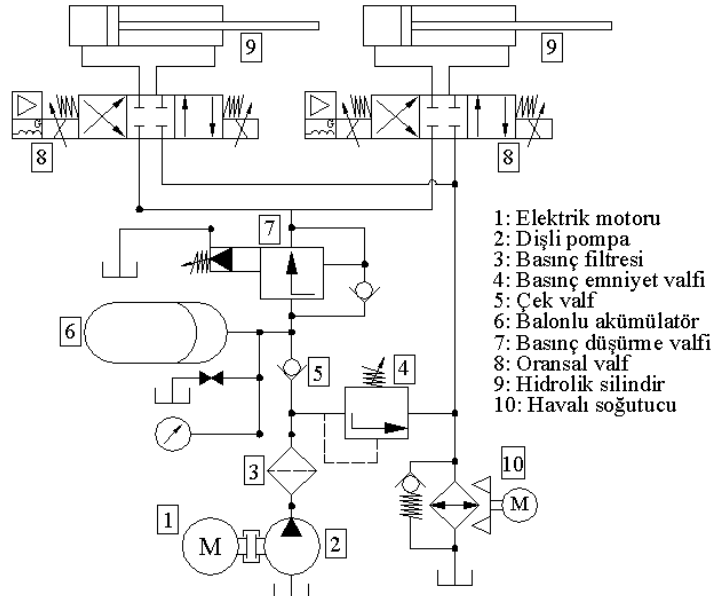 9
9
8
8
7
6
5
4
3
10
1
M
2
M
1: Elektrik motoru
2: Dişli pompa
3: Basınç filtresi
4: Basınç emniyet valfi
5: Çek valf
6: Balonlu akümülatör
7: Basınç düşürme valfi
8: Oransal valf
9: Hidrolik silindir
10: Havalı soğutucu